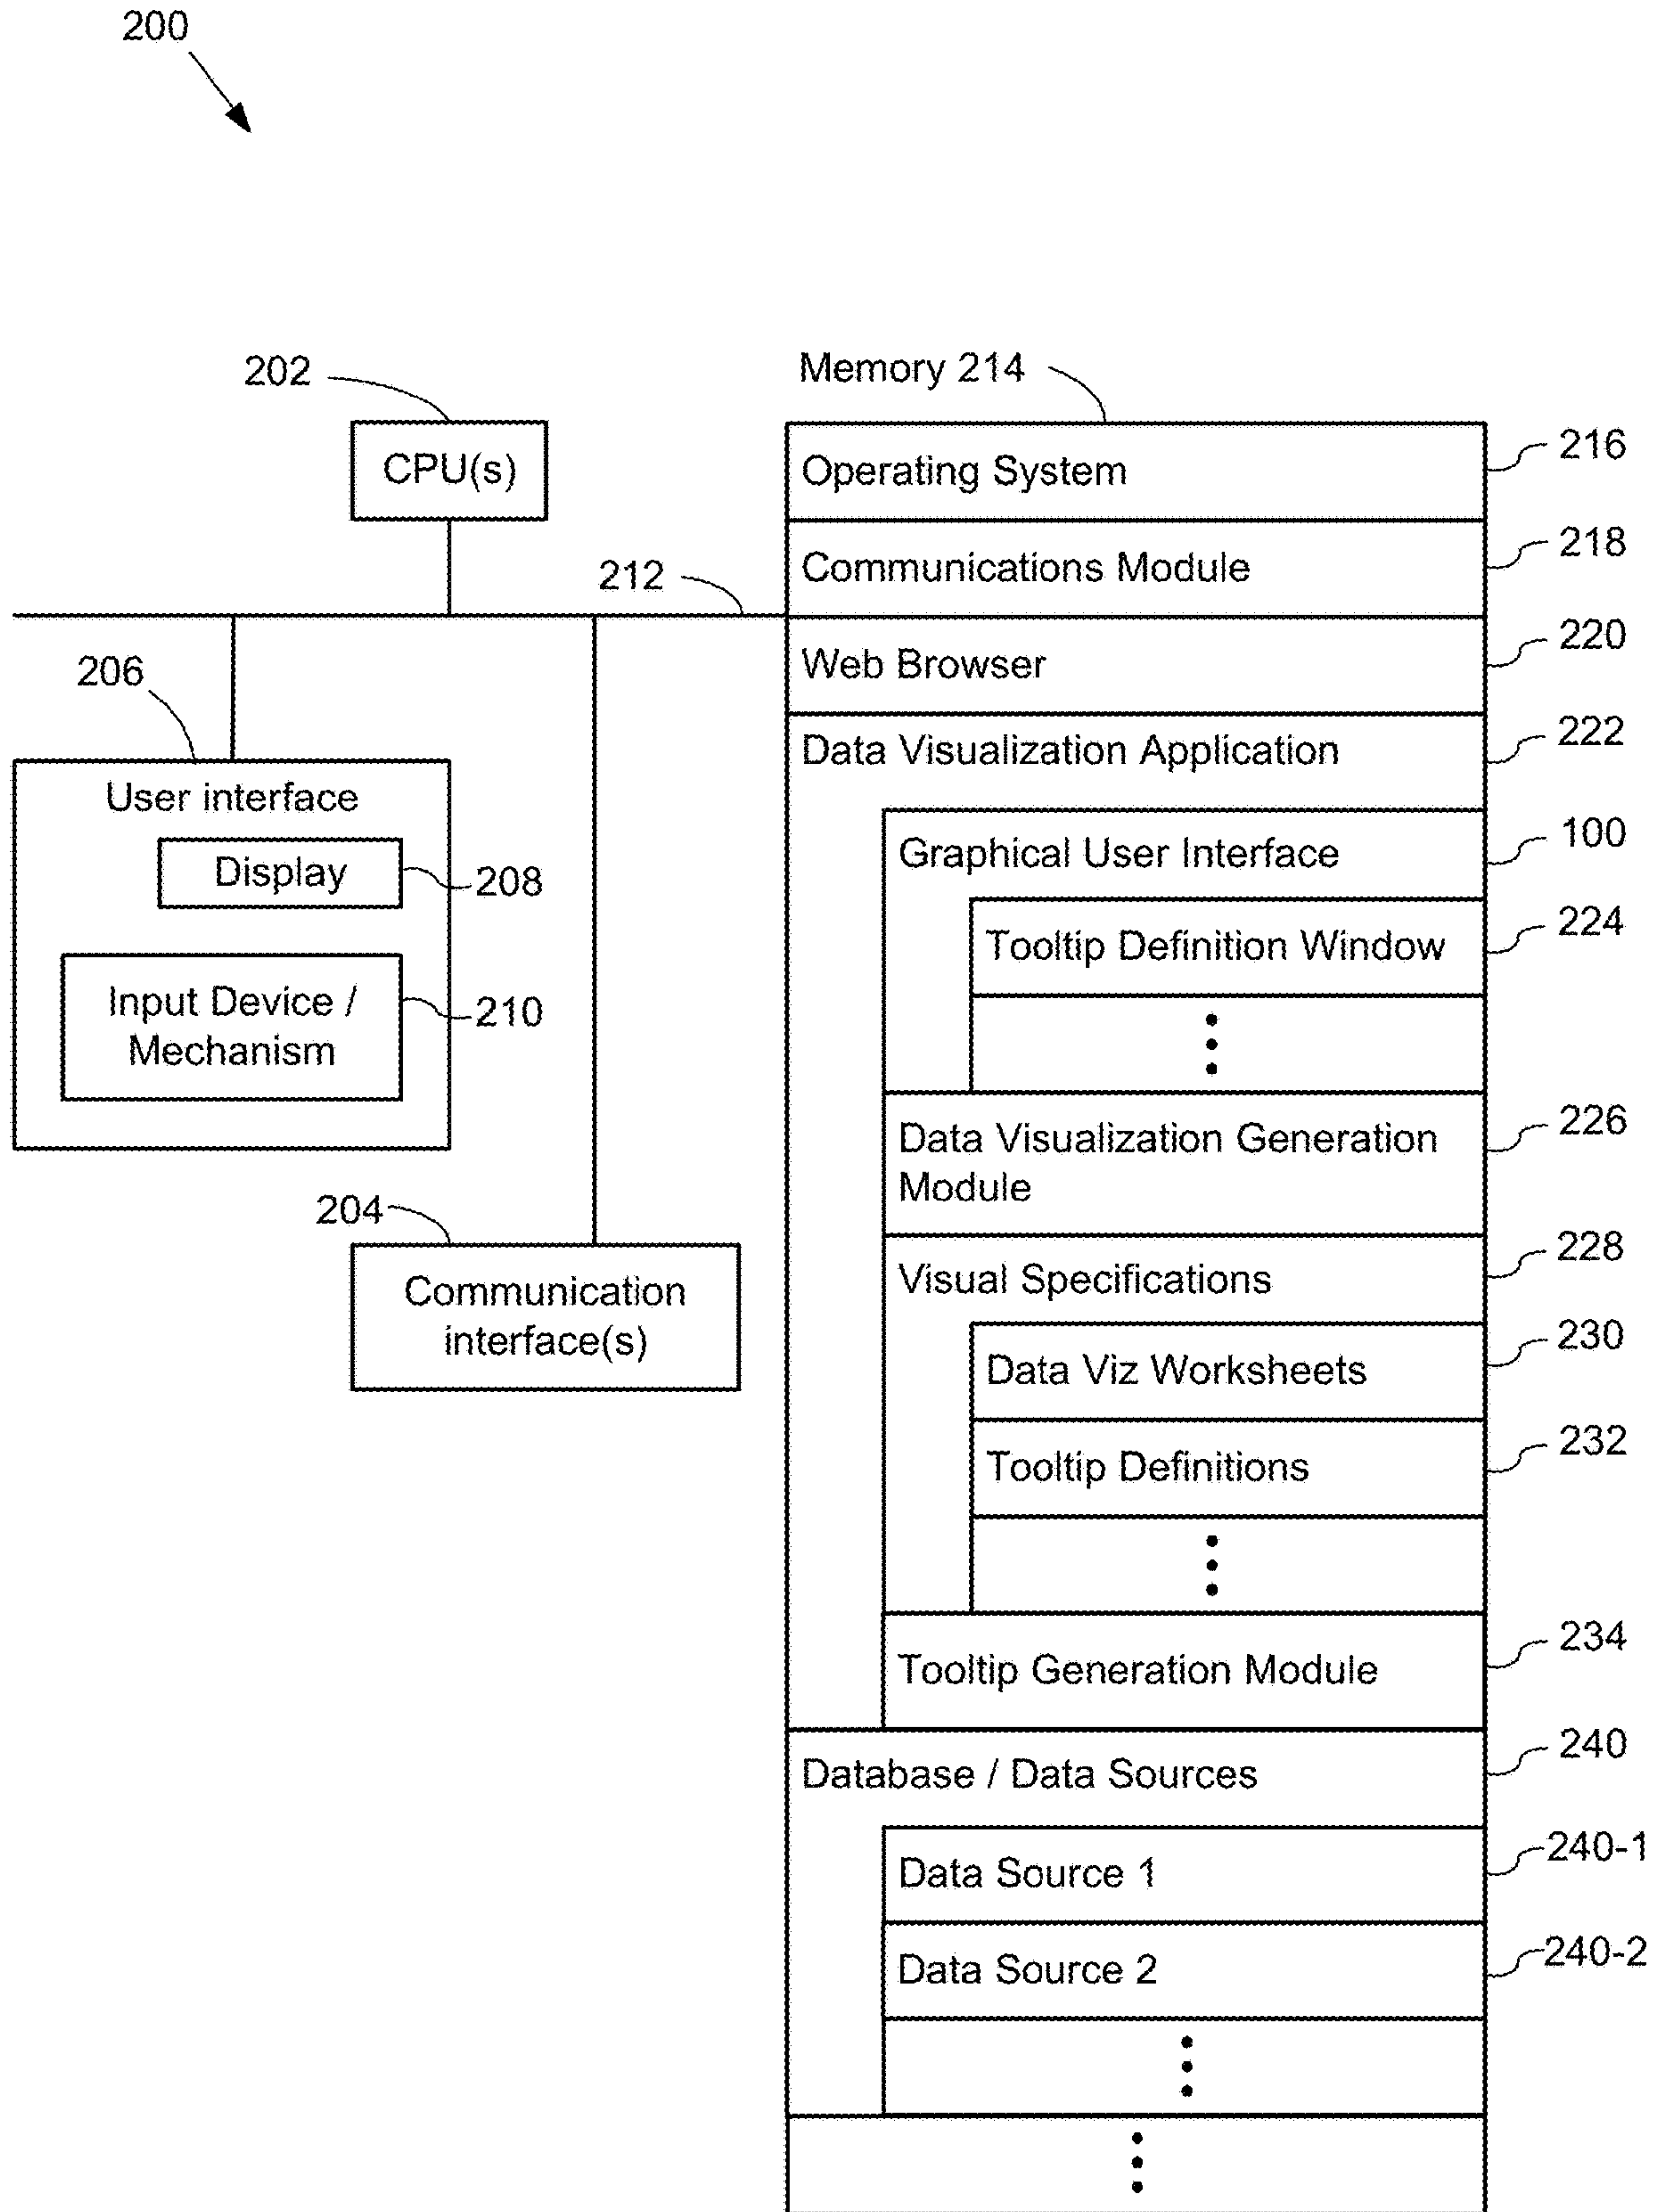 200
202
CPU(s)
212
206
User interface
Display
208
Input Device /
Mechanism
210
204
Communication
interface(s)
Memory 214
Operating System
216
Communications Module
218
Web Browser
220
Data Visualization Application
222
Graphical User Interface
100
Tooltip Definition Window
224
Data Visualization Generation
Module
226
Visual Specifications
228
Data Viz Worksheets
230
Tooltip Definitions
232
Tooltip Generation Module
234
Database / Data Sources
240
Data Source 1
240-1
Data Source 2
240-2